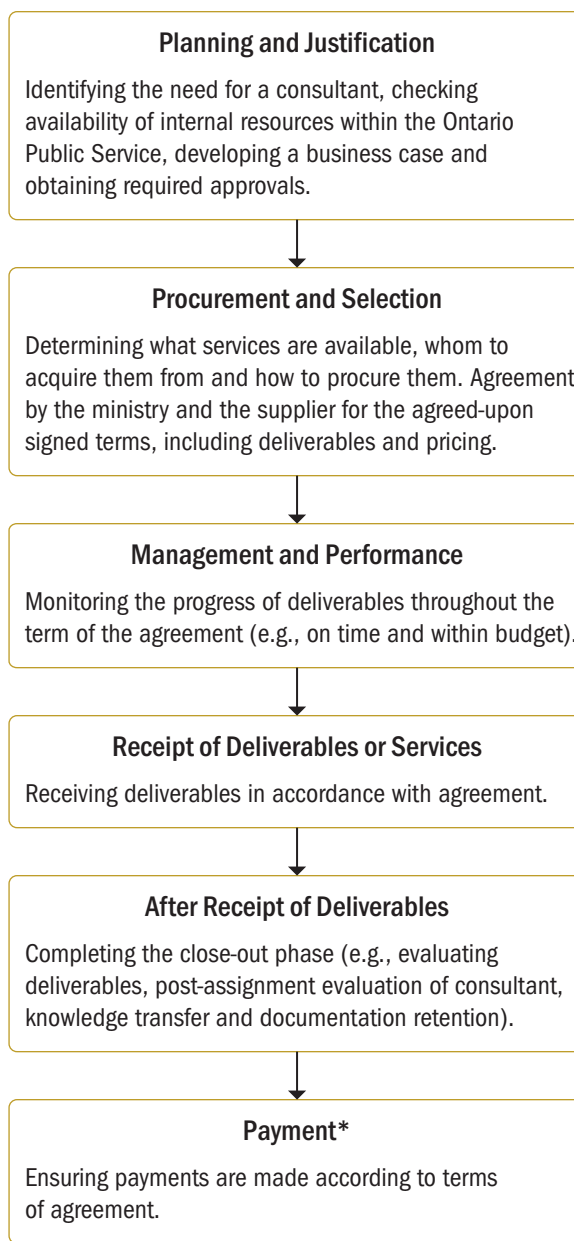 Planning and Justification
Identifying the need for a consultant, checking
availability of internal resources within the Ontario
Public Service, developing a business case and
obtaining required approvals.
Procurement and Selection
Determining what services are available, whom to
acquire them from and how to procure them. Agreement
by the ministry and the supplier for the agreed-upon
signed terms, including deliverables and pricing.
Management and Performance
Monitoring the progress of deliverables throughout the
term of the agreement (e.g., on time and within budget).
Receipt of Deliverables or Services
Receiving deliverables in accordance with agreement.
After Receipt of Deliverables
Completing the close-out phase (e.g., evaluating
deliverables, post-assignment evaluation of consultant,
knowledge transfer and documentation retention).
Payment*
Ensuring payments are made according to terms
of agreement.